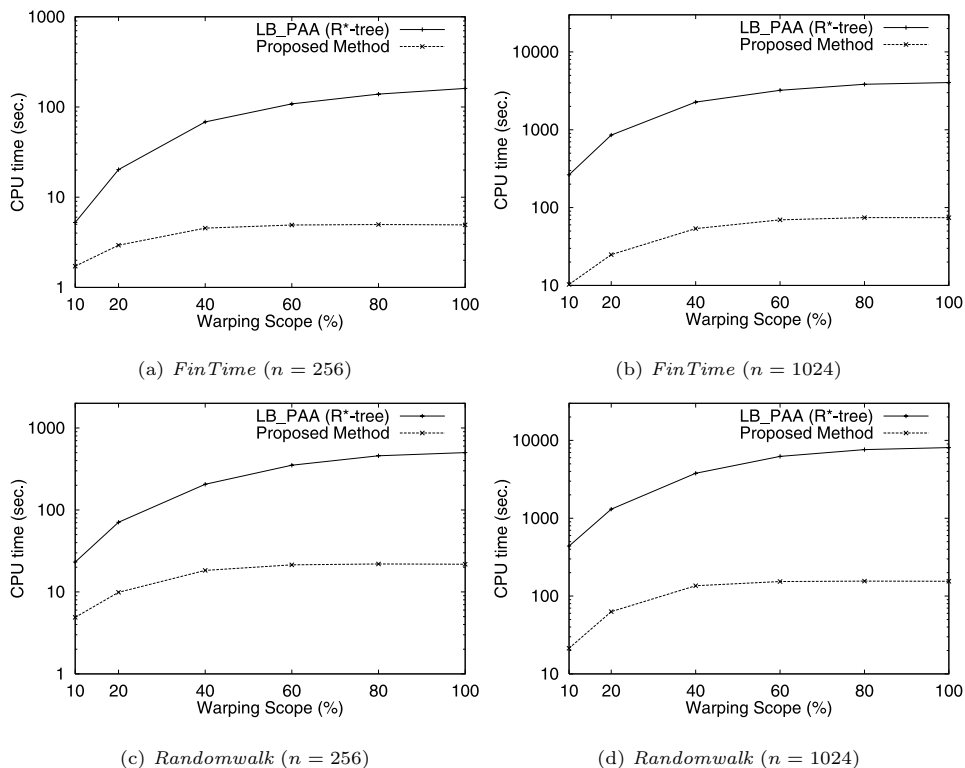 1000
100
10
1
CPU time (sec.)
LB_PAA (R*-tree)
Proposed Method
10 20 40 60 80 100
Warping Scope (%)
(a) FinTime (n = 256)
10000
1000
100
10
CPU time (sec.)
LB_PAA (R*-tree)
Proposed Method
10 20 40 60 80 100
Warping Scope (%)
(b) FinTime (n = 1024)
1000
100
10
1
CPU time (sec.)
LB_PAA (R*-tree)
Proposed Method
10 20 40 60 80 100
Warping Scope (%)
(c) Randomwalk (n = 256)
10000
1000
100
10
CPU time (sec.)
LB_PAA (R*-tree)
Proposed Method
10 20 40 60 80 100
Warping Scope (%)
(d) Randomwalk (n = 1024)